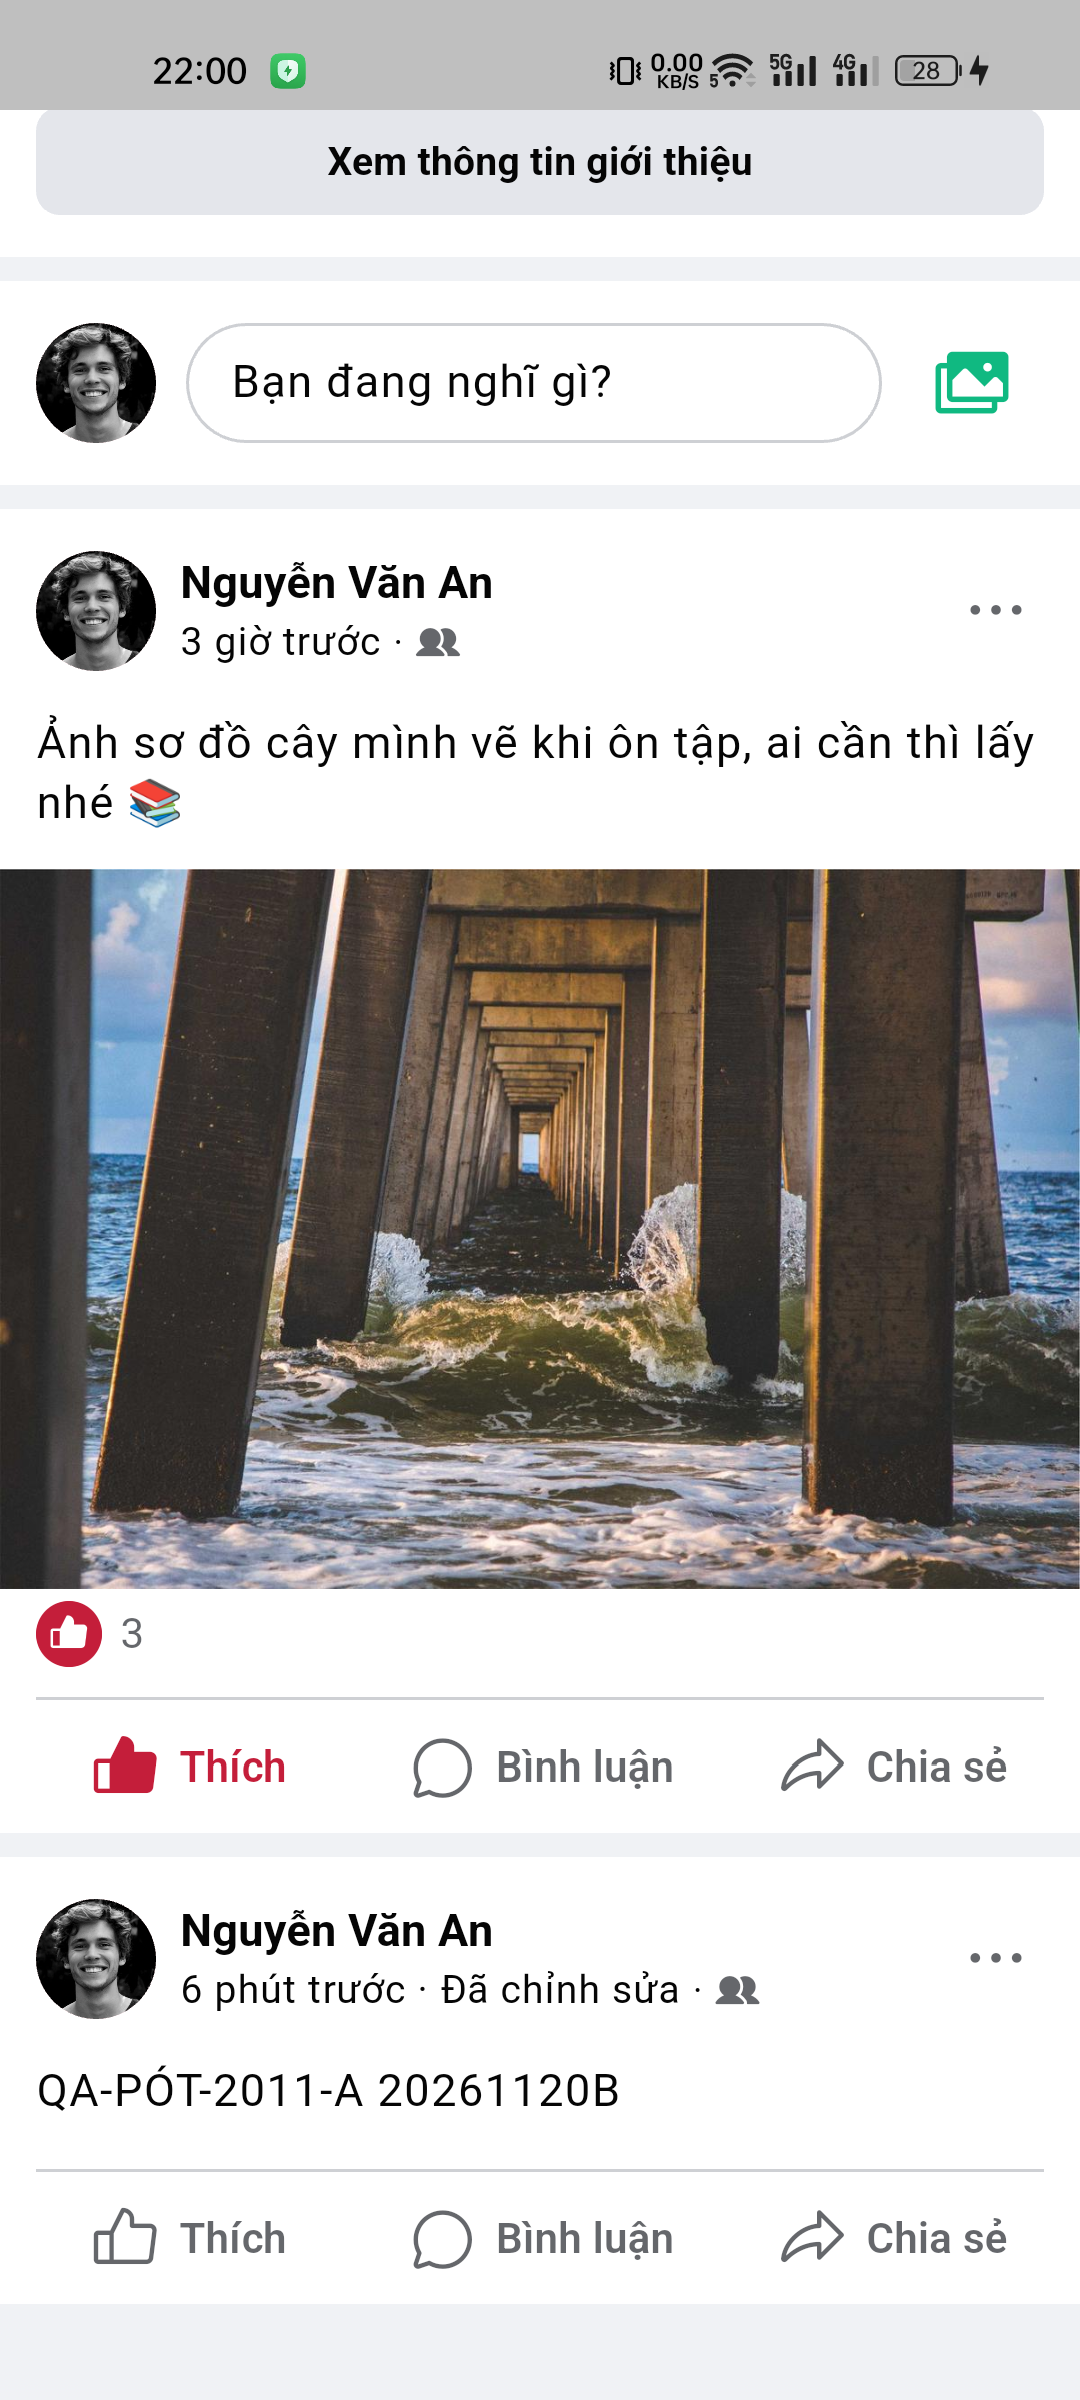 22:00
0.00
KB/S
5
5G
4G
28
Xem thông tin giới thiệu
Bạn đang nghĩ gì?
Nguyễn Văn An
3 giờ trước ·
Ảnh sơ đồ cây mình vẽ khi ôn tập, ai cần thì lấy
nhé 📚
3
Thích
Bình luận
Chia sẻ
Nguyễn Văn An
6 phút trước · Đã chỉnh sửa ·
QA-PÓT-2011-A 20261120B
Thích
Bình luận
Chia sẻ